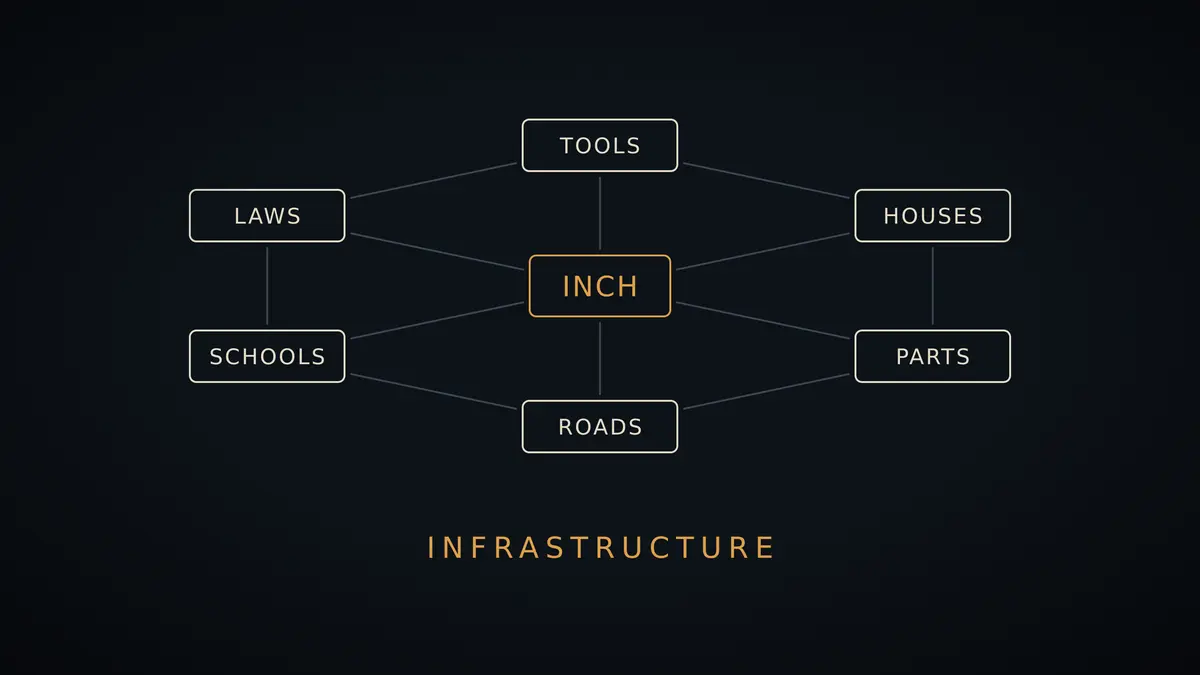 TOOLS
LAWS
HOUSES
INCH
SCHOOLS
PARTS
ROADS
INFRASTRUCTURE